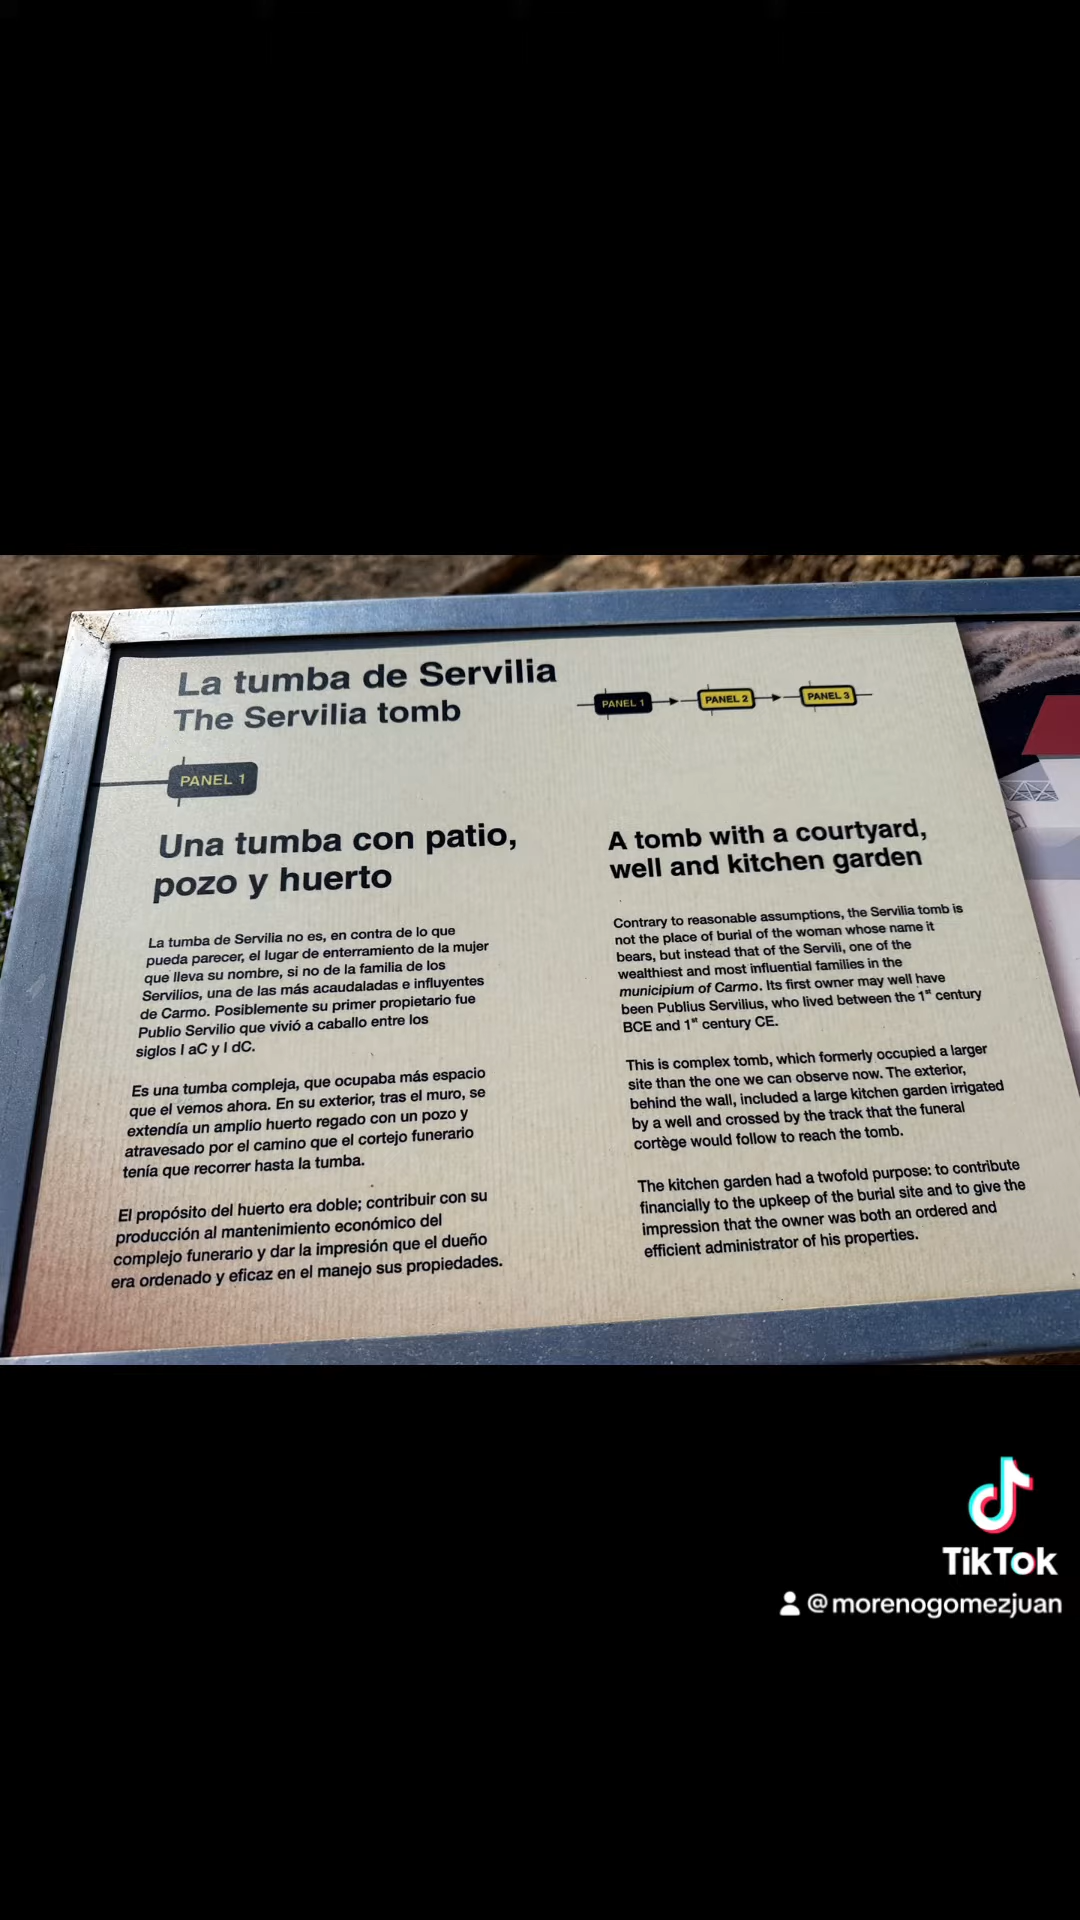 La tumba de Servilia
The Servilia tomb
PANEL 1
PANEL 2
PANEL 3
PANEL 1
Una tumba con patio,
pozo y huerto
La tumba de Servilia no es, en contra de lo que
pueda parecer, el lugar de enterramiento de la mujer
que lleva su nombre, si no de la familia de los
Servilios, una de las más acaudaladas e influyentes
de Carmo. Posiblemente su primer propietario fue
Publio Servilio que vivió a caballo entre los
siglos I aC y I dC.
Es una tumba compleja, que ocupaba más espacio
que el vemos ahora. En su exterior, tras el muro, se
extendía un amplio huerto regado con un pozo y
atravesado por el camino que el cortejo funerario
tenía que recorrer hasta la tumba.
El propósito del huerto era doble; contribuir con su
producción al mantenimiento económico del
complejo funerario y dar la impresión que el dueño
era ordenado y eficaz en el manejo sus propiedades.
A tomb with a courtyard,
well and kitchen garden
Contrary to reasonable assumptions, the Servilia tomb is
not the place of burial of the woman whose name it
bears, but instead that of the Servili, one of the
wealthiest and most influential families in the
municipium of Carmo. Its first owner may well have
been Publius Servilius, who lived between the 1st century
BCE and 1st century CE.
This is complex tomb, which formerly occupied a larger
site than the one we can observe now. The exterior,
behind the wall, included a large kitchen garden irrigated
by a well and crossed by the track that the funeral
cortège would follow to reach the tomb.
The kitchen garden had a twofold purpose: to contribute
financially to the upkeep of the burial site and to give the
impression that the owner was both an ordered and
efficient administrator of his properties.
TikTok
@morenogomezjuan